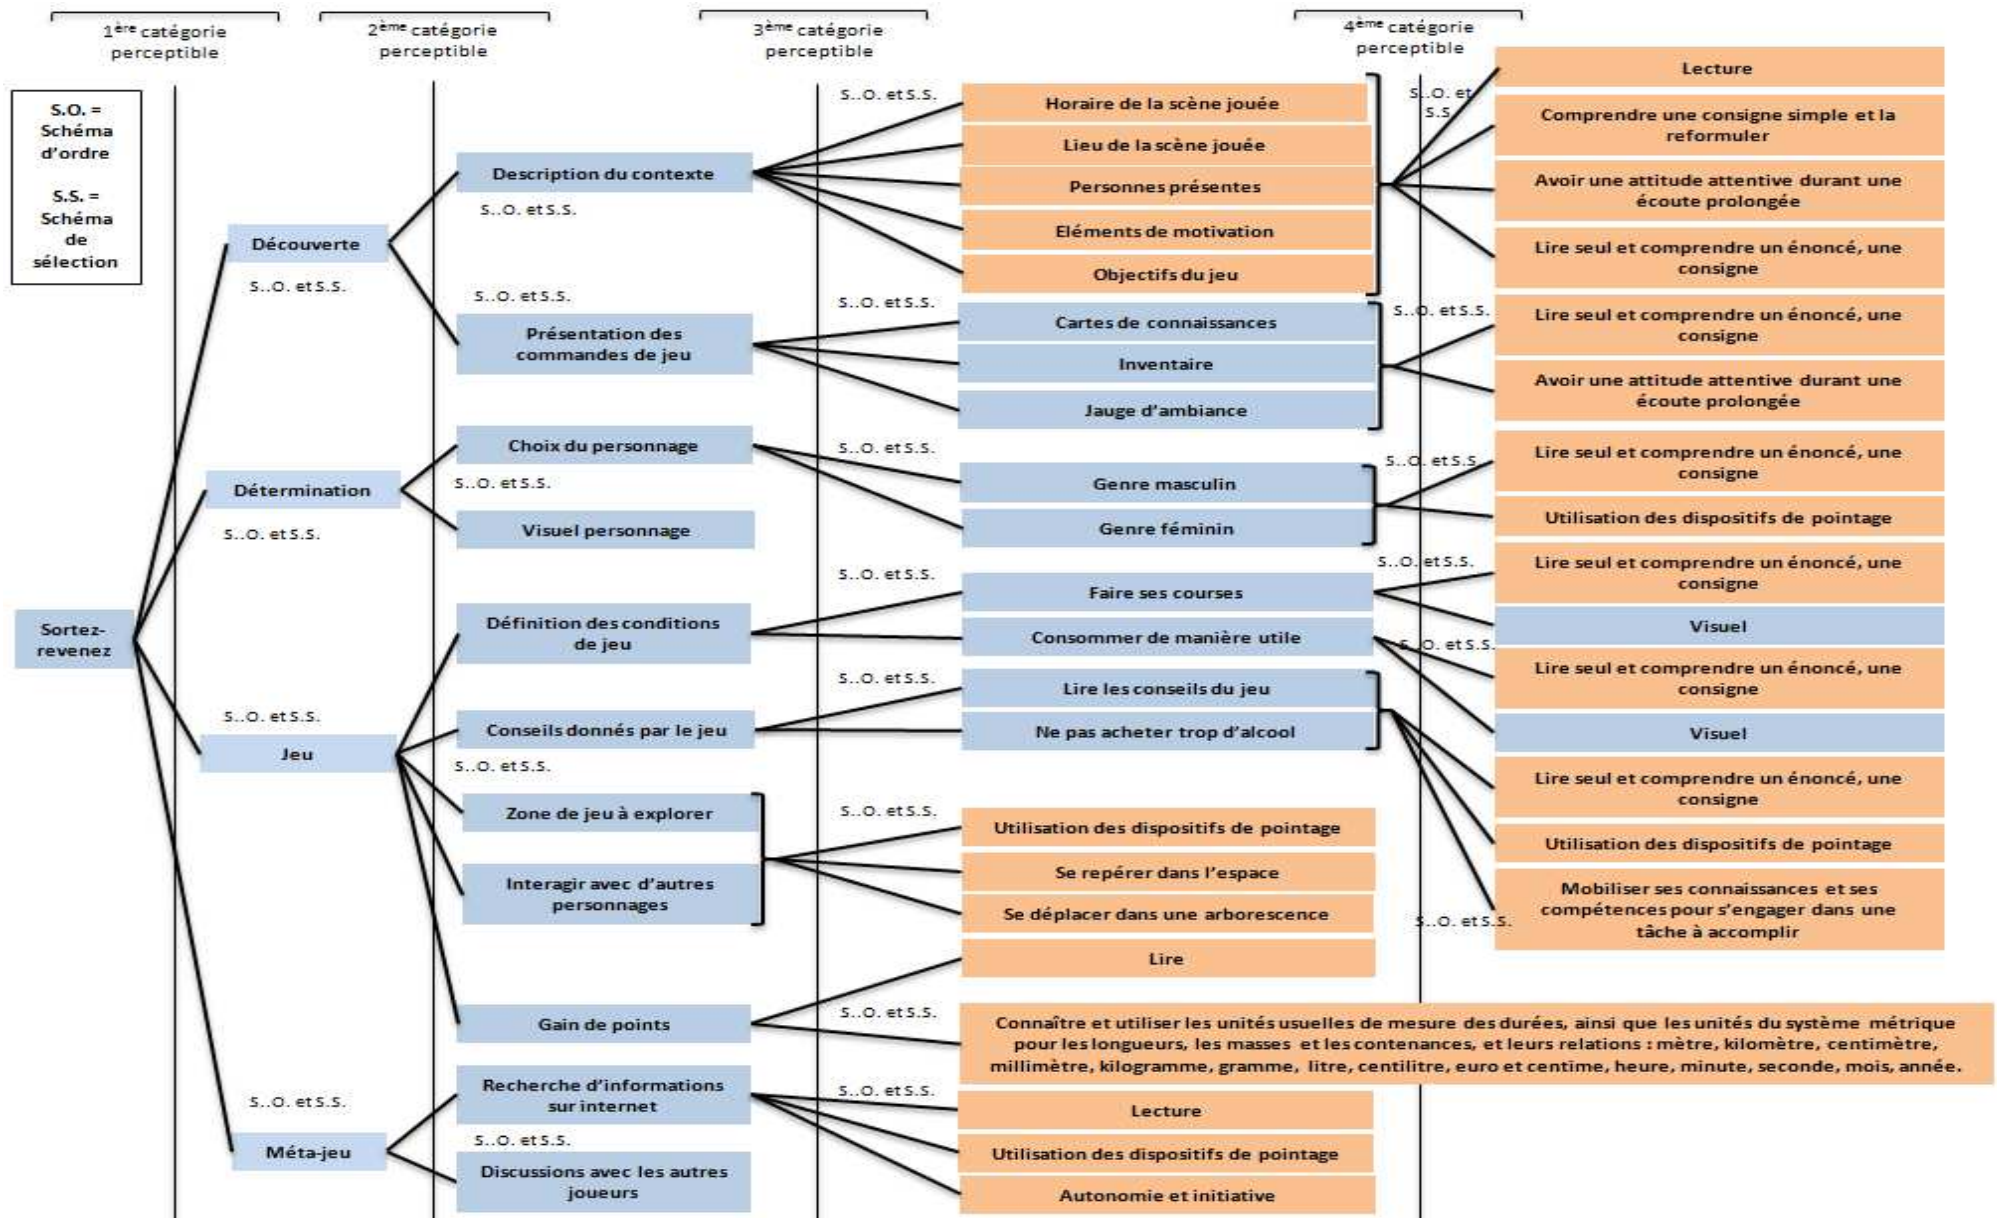 1ère catégorie
perceptible
2ème catégorie
perceptible
3ème catégorie
perceptible
4ème catégorie
perceptible
S.O. =
Schéma
d'ordre
S.S. =
Schéma
de
sélection
Sortez-
revenez
Découverte
S..O. et S.S.
Détermination
S..O. et S.S.
S..O. et S.S.
Jeu
S..O. et S.S.
Méta-jeu
Description du contexte
S..O. et S.S.
S..O. et S.S.
Présentation des
commandes de jeu
Choix du personnage
S..O. et S.S.
Visuel personnage
Définition des conditions
de jeu
Conseils donnés par le jeu
S..O. et S.S.
Zone de jeu à explorer
Interagir avec d'autres
personnages
Gain de points
Recherche d'informations
sur internet
S..O. et S.S.
Discussions avec les autres
joueurs
S..O. et S.S.
Horaire de la scène jouée
Lieu de la scène jouée
Personnes présentes
Eléments de motivation
Objectifs du jeu
S..O. et S.S.
Cartes de connaissances
Inventaire
Jauge d'ambiance
S..O. et S.S.
Genre masculin
Genre féminin
S..O. et S.S.
Faire ses courses
Consommer de manière utile
S..O. et S.S.
Lire les conseils du jeu
Ne pas acheter trop d'alcool
S..O. et S.S.
Utilisation des dispositifs de pointage
Se repérer dans l'espace
Se déplacer dans une arborescence
Lire
S..O. et S.S.
Connaître et utiliser les unités usuelles de mesure des durées, ainsi que les unités du système métrique
pour les longueurs, les masses et les contenances, et leurs relations : mètre, kilomètre, centimètre,
millimètre, kilogramme, gramme, litre, centilitre, euro et centime, heure, minute, seconde, mois, année.
S..O. et S.S.
Lecture
Utilisation des dispositifs de pointage
Autonomie et initiative
S..O. et
S.S.
Lecture
Comprendre une consigne simple et la
reformuler
Avoir une attitude attentive durant une
écoute prolongée
Lire seul et comprendre un énoncé, une
consigne
S..O. et S.S.
Lire seul et comprendre un énoncé, une
consigne
Avoir une attitude attentive durant une
écoute prolongée
S..O. et S.S.
Lire seul et comprendre un énoncé, une
consigne
Utilisation des dispositifs de pointage
S..O. et S.S.
Lire seul et comprendre un énoncé, une
consigne
Visuel
S..O. et S.S.
Lire seul et comprendre un énoncé, une
consigne
Visuel
Lire seul et comprendre un énoncé, une
consigne
Utilisation des dispositifs de pointage
S..O. et S.S.
Mobiliser ses connaissances et ses
compétences pour s'engager dans une
tâche à accomplir